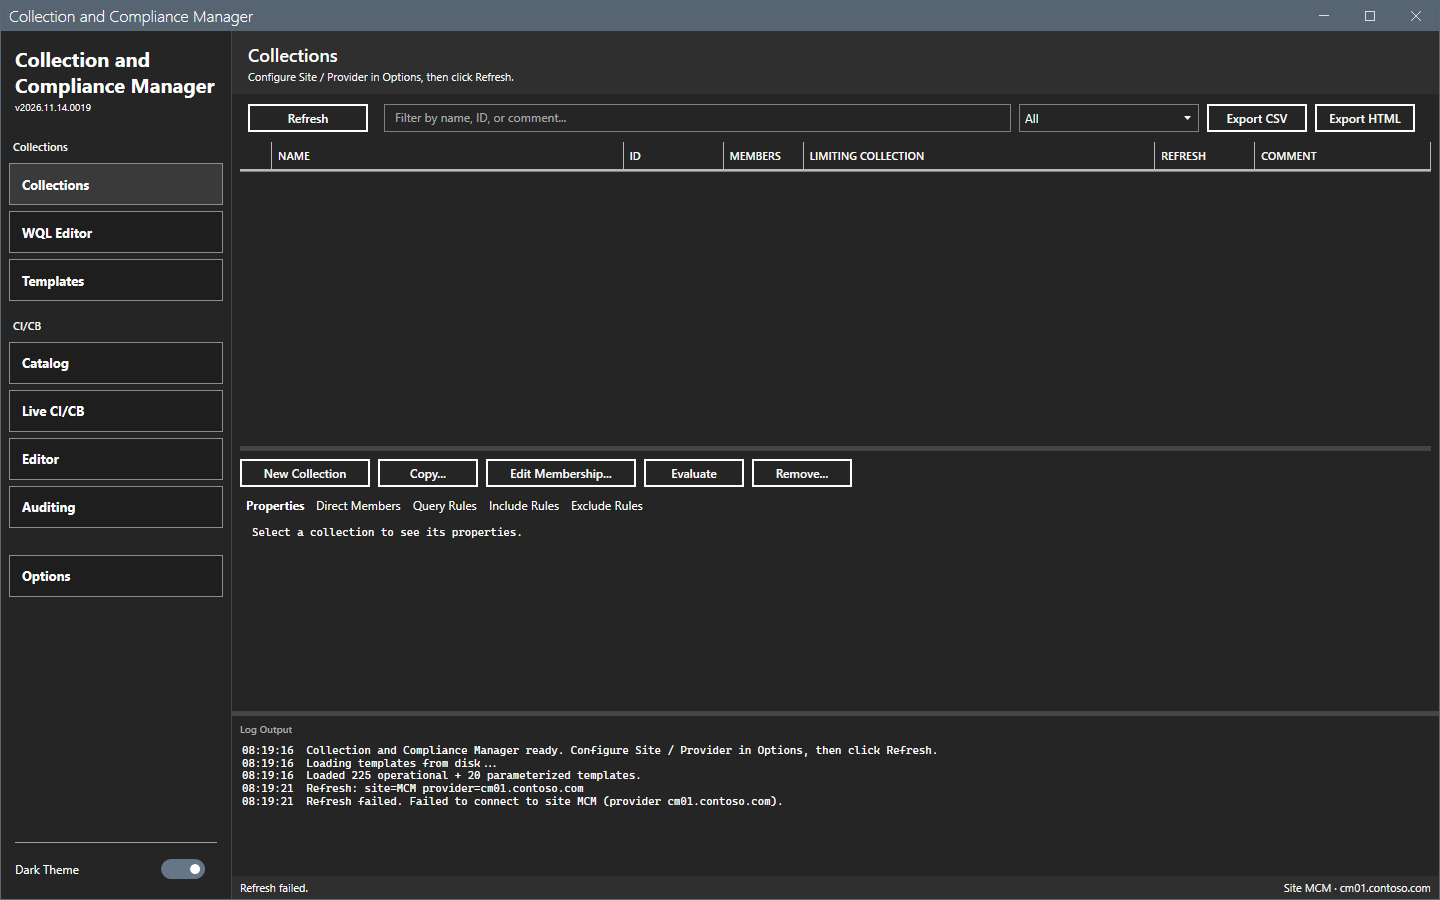 Collection and Compliance Manager
Collection and
Compliance Manager
v2026.11.14.0019
Collections
Collections
WQL Editor
Templates
CI/CB
Catalog
Live CI/CB
Editor
Auditing
Options
Dark Theme
Collections
Configure Site / Provider in Options, then click Refresh.
Refresh
Filter by name, ID, or comment...
All
Export CSV
Export HTML
NAME
ID
MEMBERS
LIMITING COLLECTION
REFRESH
COMMENT
New Collection
Copy...
Edit Membership...
Evaluate
Remove...
Properties
Direct Members
Query Rules
Include Rules
Exclude Rules
Select a collection to see its properties.
Log Output
08:19:16 Collection and Compliance Manager ready. Configure Site / Provider in Options, then click Refresh.
08:19:16 Loading templates from disk...
08:19:16 Loaded 225 operational + 20 parameterized templates.
08:19:21 Refresh: site=MCM provider=cm01.contoso.com
08:19:21 Refresh failed. Failed to connect to site MCM (provider cm01.contoso.com).
Refresh failed.
Site MCM · cm01.contoso.com